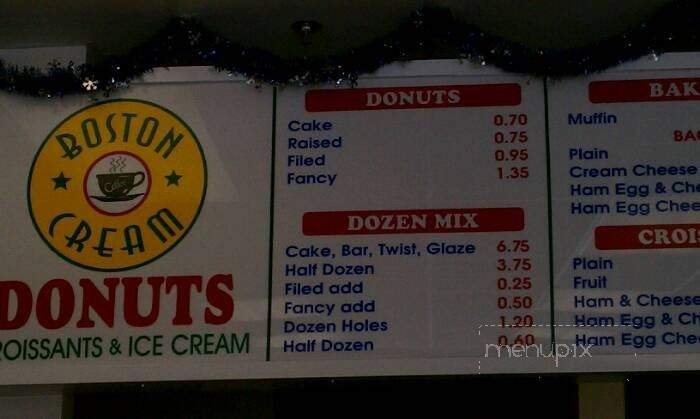 BOSTON
Coffee
CREAM
DONUTS
ROISSANTS & ICE CREAM
DONUTS
Cake 0.70
Raised 0.75
Filed 0.95
Fancy 1.35
DOZEN MIX
Cake, Bar, Twist, Glaze 6.75
Half Dozen 3.75
Filed add 0.25
Fancy add 0.50
Dozen Holes 1.20
Half Dozen 0.60
BAK
Muffin
BA
Plain
Cream Cheese
Ham Egg & Che
Ham Egg Chee
CROIS
Plain
Fruit
Ham & Cheese
Ham Egg & Ch
Ham Egg Chee
menupix